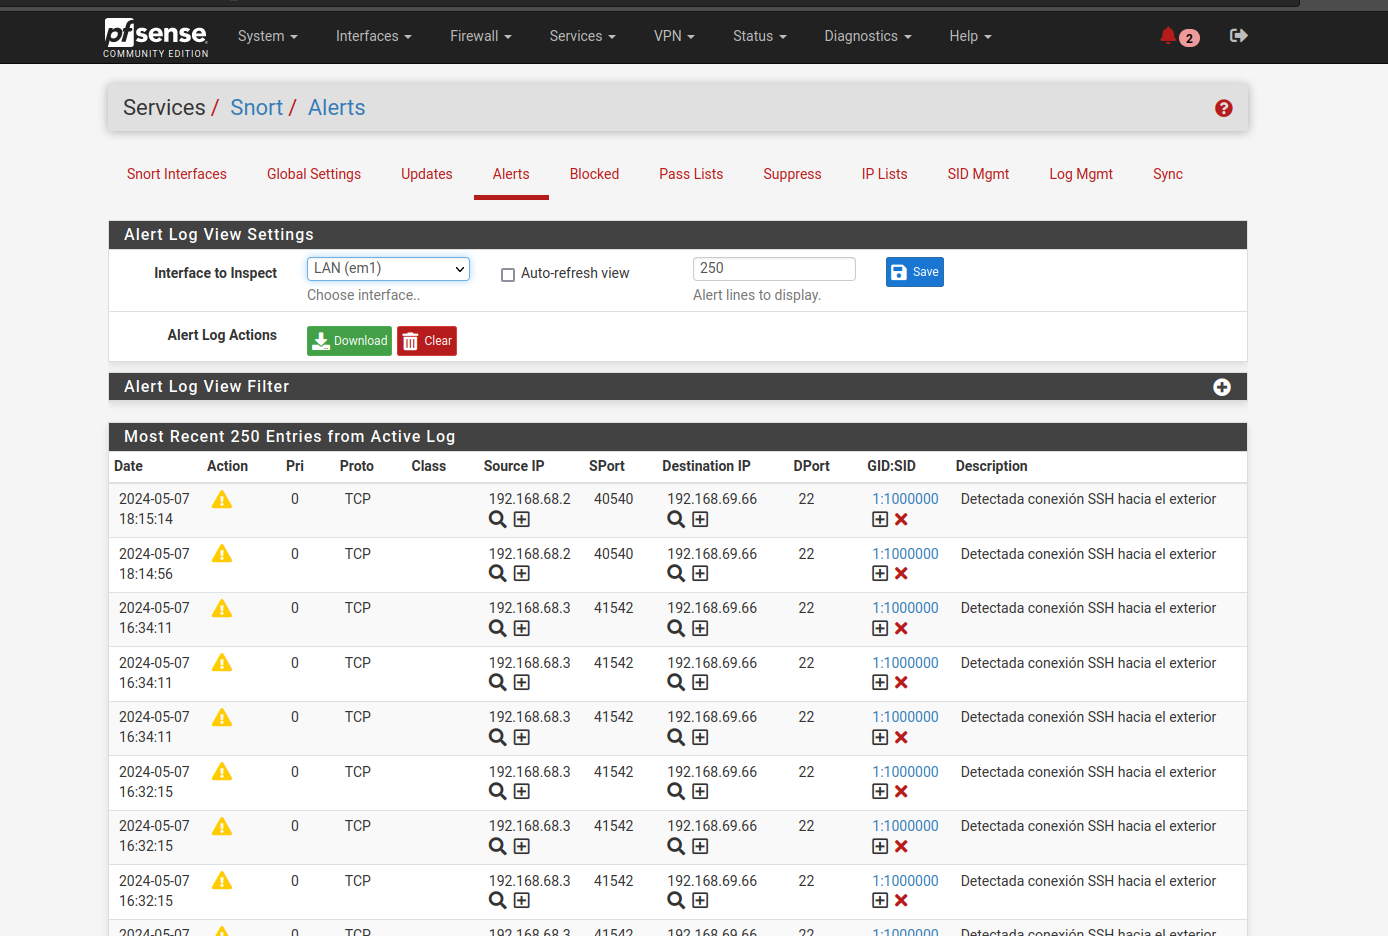 pfsense
COMMUNITY EDITION
System Interfaces Firewall Services VPN Status Diagnostics Help 2
Services / Snort / Alerts
Snort Interfaces Global Settings Updates Alerts Blocked Pass Lists Suppress IP Lists SID Mgmt Log Mgmt Sync
Alert Log View Settings
Interface to Inspect LAN (em1) Auto-refresh view 250 Save
Choose interface.. Alert lines to display.
Alert Log Actions Download Clear
Alert Log View Filter
Most Recent 250 Entries from Active Log
Date Action Pri Proto Class Source IP SPort Destination IP DPort GID:SID Description
2024-05-07 0 TCP 192.168.68.2 40540 192.168.69.66 22 1:1000000 Detectada conexión SSH hacia el exterior
18:15:14
2024-05-07 0 TCP 192.168.68.2 40540 192.168.69.66 22 1:1000000 Detectada conexión SSH hacia el exterior
18:14:56
2024-05-07 0 TCP 192.168.68.3 41542 192.168.69.66 22 1:1000000 Detectada conexión SSH hacia el exterior
16:34:11
2024-05-07 0 TCP 192.168.68.3 41542 192.168.69.66 22 1:1000000 Detectada conexión SSH hacia el exterior
16:34:11
2024-05-07 0 TCP 192.168.68.3 41542 192.168.69.66 22 1:1000000 Detectada conexión SSH hacia el exterior
16:34:11
2024-05-07 0 TCP 192.168.68.3 41542 192.168.69.66 22 1:1000000 Detectada conexión SSH hacia el exterior
16:32:15
2024-05-07 0 TCP 192.168.68.3 41542 192.168.69.66 22 1:1000000 Detectada conexión SSH hacia el exterior
16:32:15
2024-05-07 0 TCP 192.168.68.3 41542 192.168.69.66 22 1:1000000 Detectada conexión SSH hacia el exterior
16:32:15
2024-05-07 0 TCP 192.168.68.3 41542 192.168.69.66 22 1:1000000 Detectada conexión SSH hacia el exterior